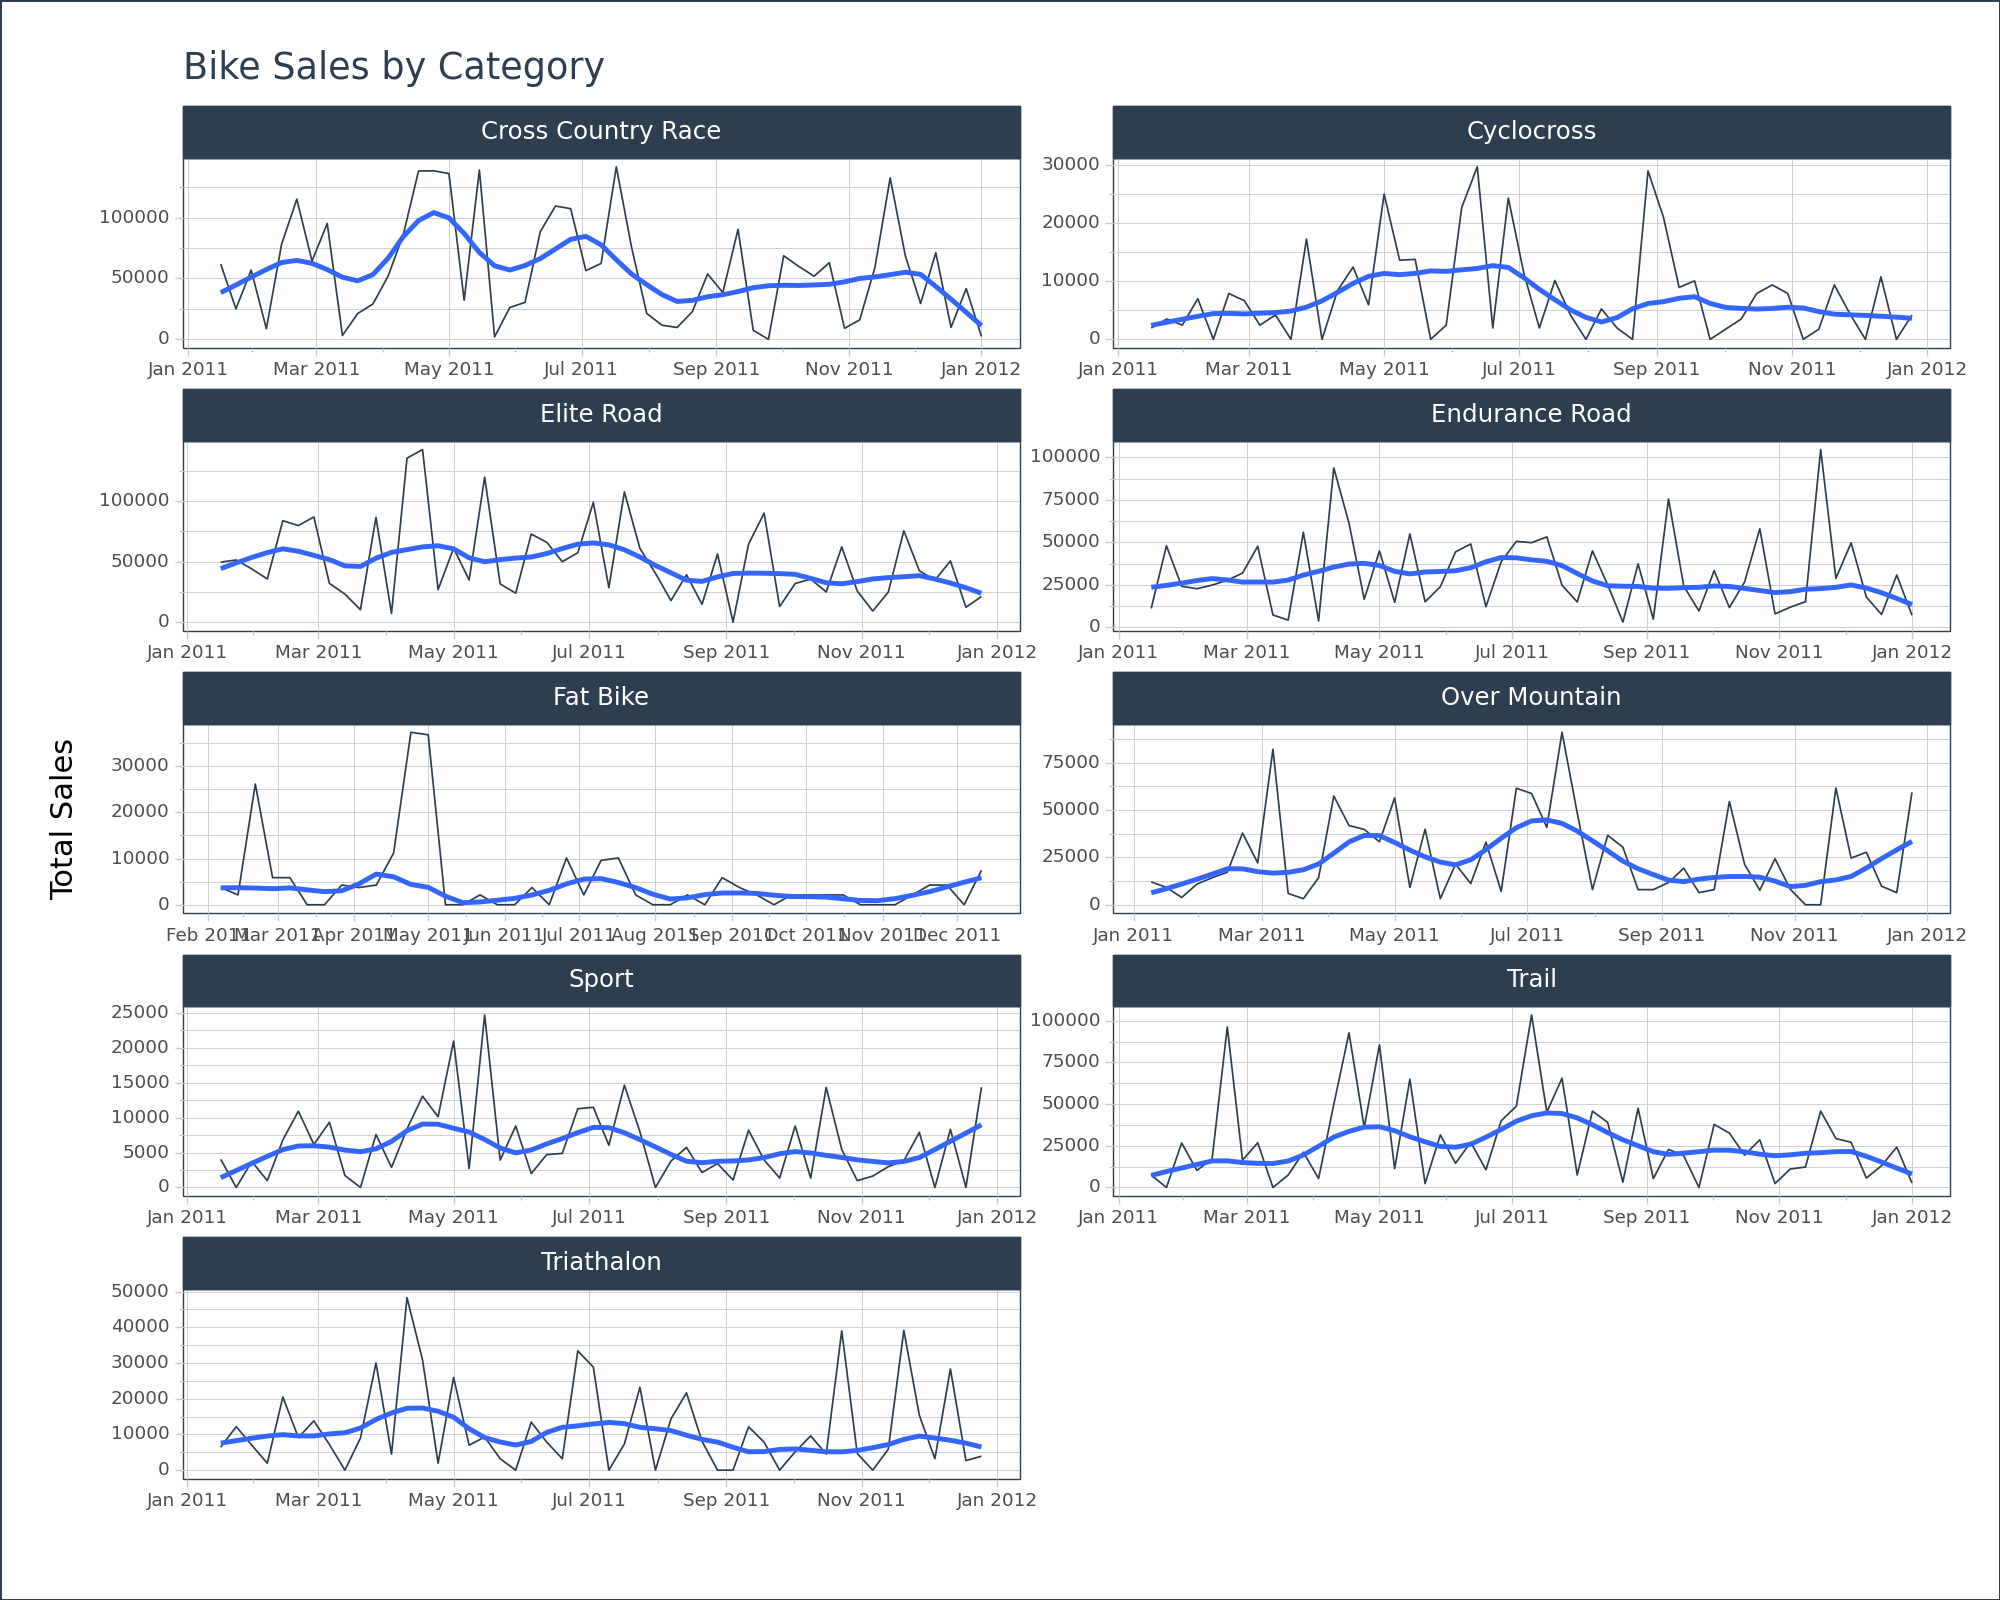 Bike Sales by Category
Total Sales
Cross Country Race
100000
50000
0
Jan 2011 Mar 2011 May 2011 Jul 2011 Sep 2011 Nov 2011 Jan 2012
Cyclocross
30000
20000
10000
0
Jan 2011 Mar 2011 May 2011 Jul 2011 Sep 2011 Nov 2011 Jan 2012
Elite Road
100000
50000
0
Jan 2011 Mar 2011 May 2011 Jul 2011 Sep 2011 Nov 2011 Jan 2012
Endurance Road
100000
75000
50000
25000
0
Jan 2011 Mar 2011 May 2011 Jul 2011 Sep 2011 Nov 2011 Jan 2012
Fat Bike
30000
20000
10000
0
Feb 2011 Mar 2011 Apr 2011 May 2011 Jun 2011 Jul 2011 Aug 2011 Sep 2011 Oct 2011 Nov 2011 Dec 2011
Over Mountain
75000
50000
25000
0
Jan 2011 Mar 2011 May 2011 Jul 2011 Sep 2011 Nov 2011 Jan 2012
Sport
25000
20000
15000
10000
5000
0
Jan 2011 Mar 2011 May 2011 Jul 2011 Sep 2011 Nov 2011 Jan 2012
Trail
100000
75000
50000
25000
0
Jan 2011 Mar 2011 May 2011 Jul 2011 Sep 2011 Nov 2011 Jan 2012
Triathalon
50000
40000
30000
20000
10000
0
Jan 2011 Mar 2011 May 2011 Jul 2011 Sep 2011 Nov 2011 Jan 2012